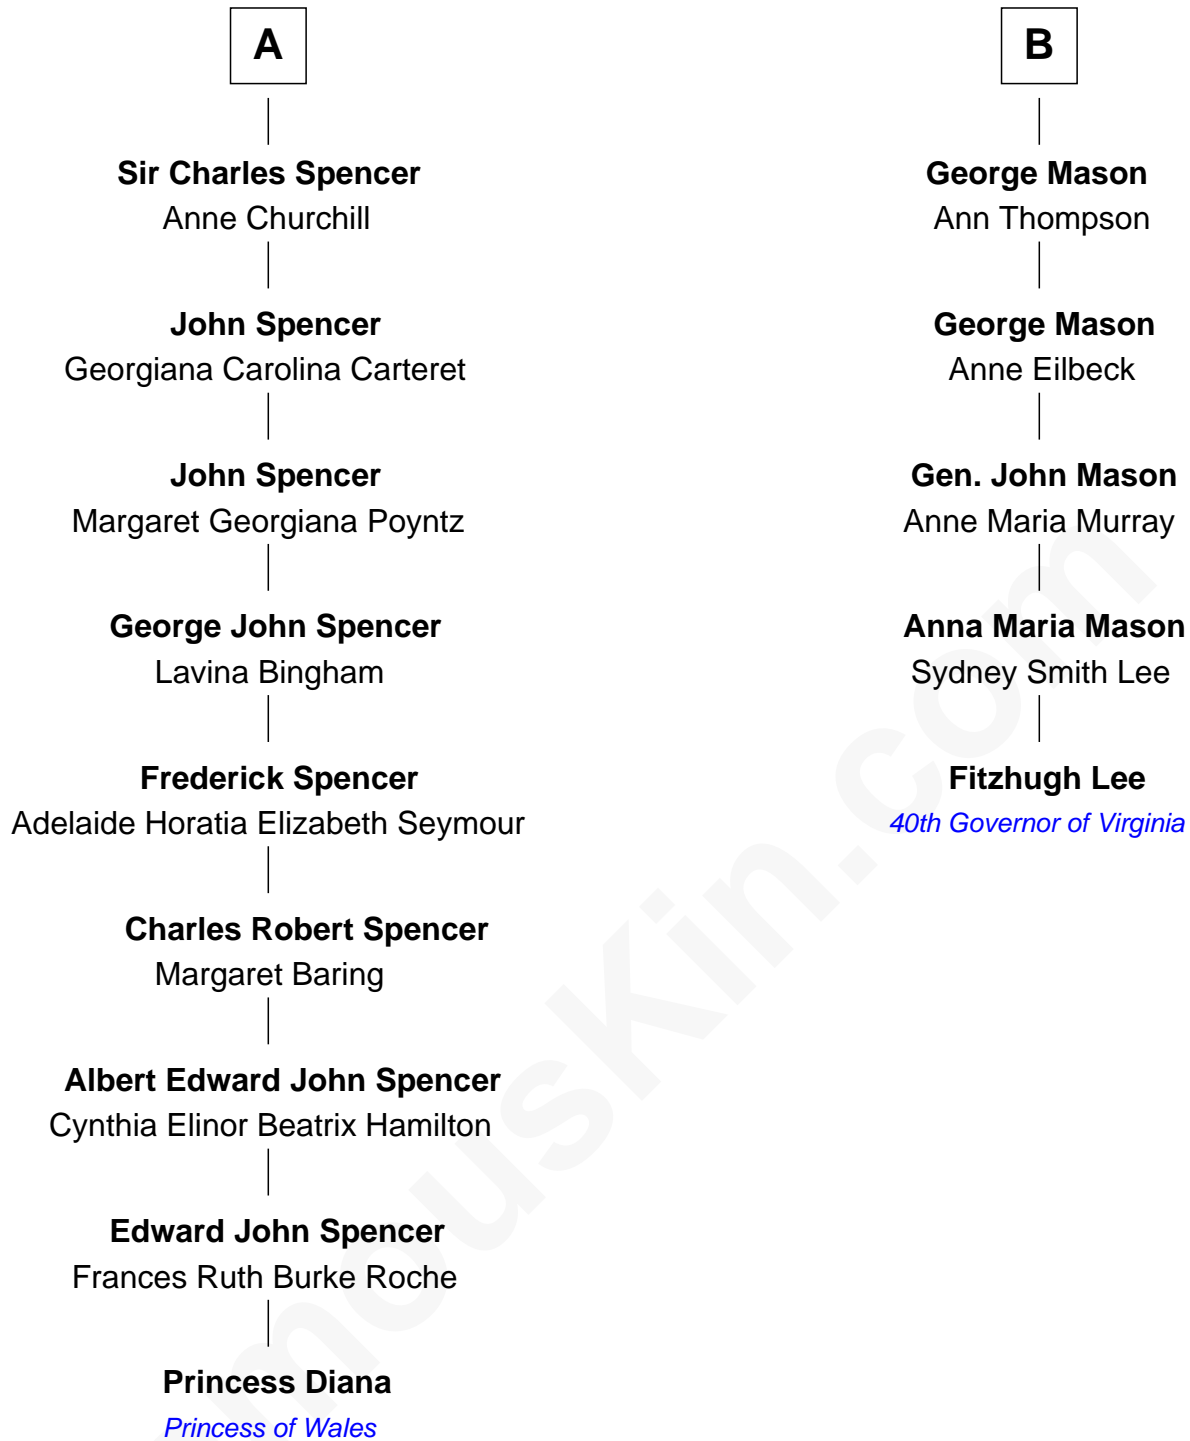 A
Sir Charles Spencer
Anne Churchill
John Spencer
Georgiana Carolina Carteret
John Spencer
Margaret Georgiana Poyntz
George John Spencer
Lavina Bingham
Frederick Spencer
Adelaide Horatia Elizabeth Seymour
Charles Robert Spencer
Margaret Baring
Albert Edward John Spencer
Cynthia Elinor Beatrix Hamilton
Edward John Spencer
Frances Ruth Burke Roche
Princess Diana
Princess of Wales
B
George Mason
Ann Thompson
George Mason
Anne Eilbeck
Gen. John Mason
Anne Maria Murray
Anna Maria Mason
Sydney Smith Lee
Fitzhugh Lee
40th Governor of Virginia
mousKin.com